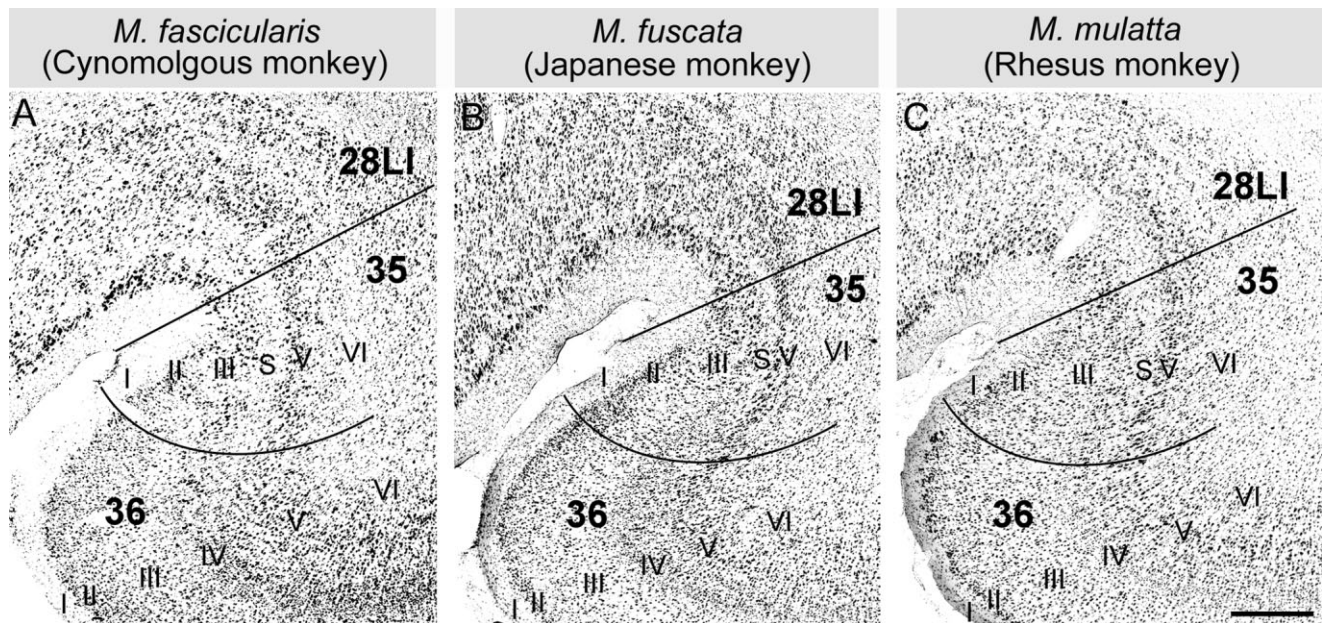 M. fascicularis
(Cynomolgous monkey)
M. fuscata
(Japanese monkey)
M. mulatta
(Rhesus monkey)
A
28LI
35
I II III S V VI
36
I II III IV V VI
B
28LI
35
I II III S V VI
36
I II III IV V VI
C
28LI
35
I II III S V VI
36
I II III IV V VI